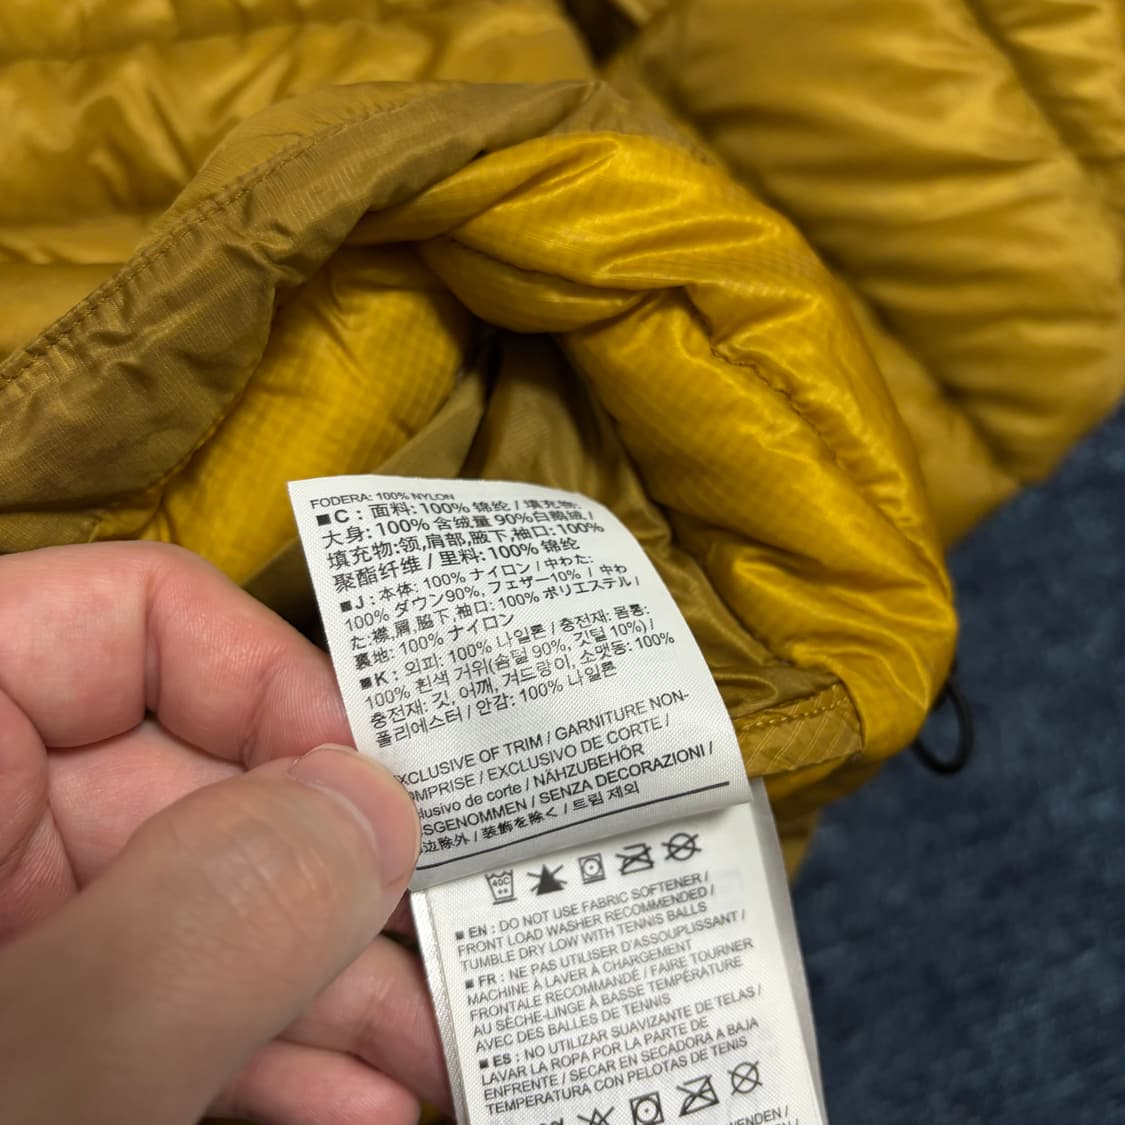 FODERA: 100% NYLON
■C : 面料: 100% 锦纶 / 填充物:
大身: 100% 含绒量 90%白鹅绒 /
填充物:领,肩部,腋下,袖口: 100%
聚酯纤维 / 里料: 100% 锦纶
■J : 本体: 100% ナイロン / 中わた:
100% ダウン90%, フェザー10% / 中わ
た: 襟,肩,脇下,袖口: 100% ポリエステル /
裏地: 100% ナイロン
■K : 외피: 100% 나일론 / 충전재: 몸통:
100% 흰색 거위(솜털 90%, 깃털 10%) /
충전재: 깃, 어깨, 겨드랑이, 소맷동: 100%
폴리에스터 / 안감: 100% 나일론
EXCLUSIVE OF TRIM / GARNITURE NON-
COMPRISE / EXCLUSIVO DE CORTE /
lusivo de corte / NÄHZUBEHÖR
SGENOMMEN / SENZA DECORAZIONI /
边除外 / 装飾を除く / 트림 제외
40C
■ EN : DO NOT USE FABRIC SOFTENER /
FRONT LOAD WASHER RECOMMENDED /
TUMBLE DRY LOW WITH TENNIS BALLS
■ FR : NE PAS UTILISER D'ASSOUPLISSANT /
MACHINE À LAVER À CHARGEMENT
FRONTALE RECOMMANDÉ / FAIRE TOURNER
AU SÈCHE-LINGE À BASSE TEMPÉRATURE
AVEC DES BALLES DE TENNIS
■ ES : NO UTILIZAR SUAVIZANTE DE TELAS /
LAVAR LA ROPA POR LA PARTE DE
ENFRENTE / SECAR EN SECADORA A BAJA
TEMPERATURA CON PELOTAS DE TENIS
WENDEN /